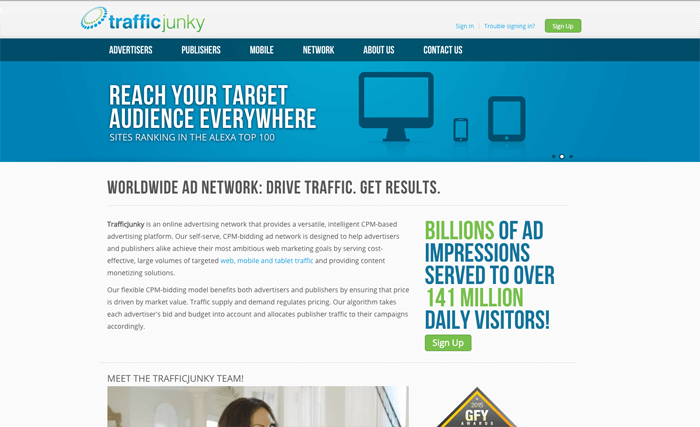 trafficjunky
Sign in | Trouble signing in? Sign Up
ADVERTISERS PUBLISHERS MOBILE NETWORK ABOUT US CONTACT US
REACH YOUR TARGET
AUDIENCE EVERYWHERE
SITES RANKING IN THE ALEXA TOP 100
WORLDWIDE AD NETWORK: DRIVE TRAFFIC. GET RESULTS.
TrafficJunky is an online advertising network that provides a versatile, intelligent CPM-based
advertising platform. Our self-serve, CPM-bidding ad network is designed to help advertisers
and publishers alike achieve their most ambitious web marketing goals by serving cost-
effective, large volumes of targeted web, mobile and tablet traffic and providing content
monetizing solutions.
Our flexible CPM-bidding model benefits both advertisers and publishers by ensuring that price
is driven by market value. Traffic supply and demand regulates pricing. Our algorithm takes
each advertiser's bid and budget into account and allocates publisher traffic to their campaigns
accordingly.
BILLIONS OF AD
IMPRESSIONS
SERVED TO OVER
141 MILLION
DAILY VISITORS!
Sign Up
MEET THE TRAFFICJUNKY TEAM!
2015
GFY
AWARDS